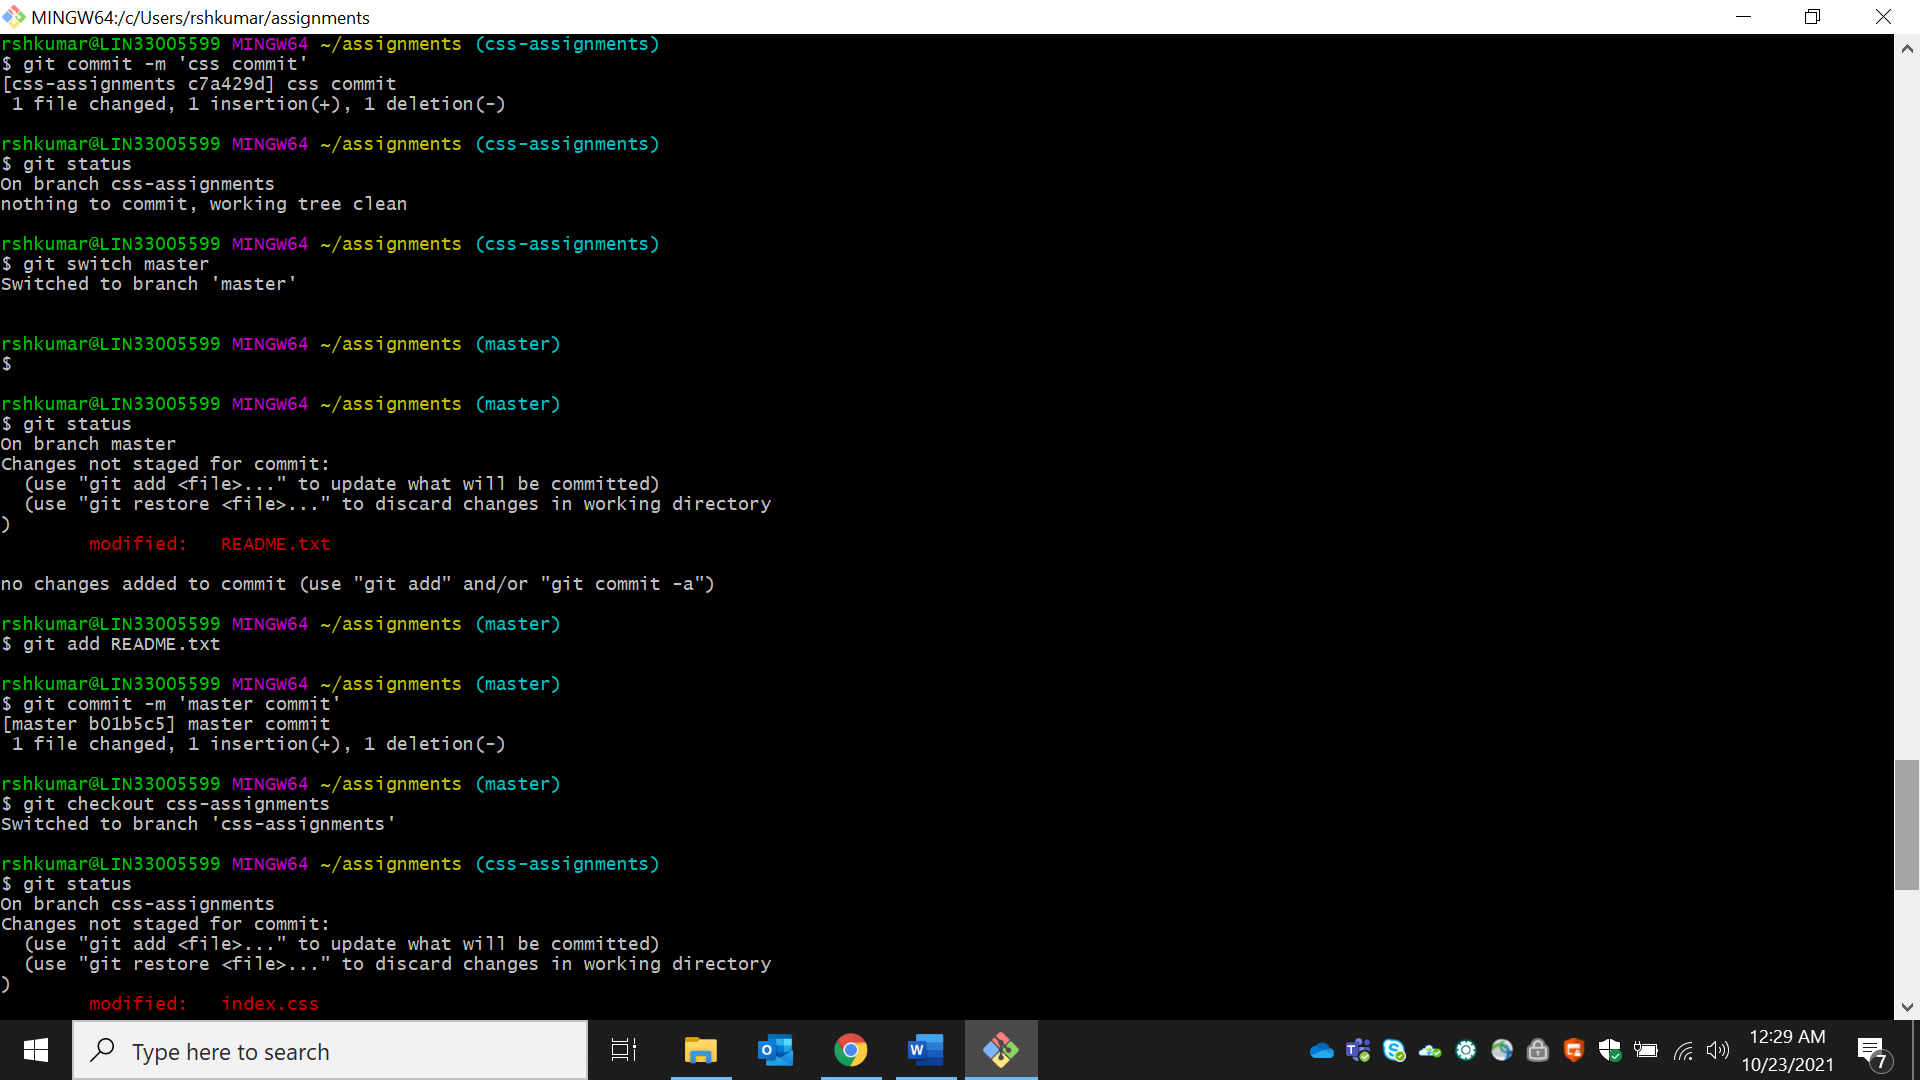 MINGW64:/c/Users/rshkumar/assignments
rshkumar@LIN33005599 MINGW64 ~/assignments (css-assignments)
$ git commit -m 'css commit'
[css-assignments c7a429d] css commit
 1 file changed, 1 insertion(+), 1 deletion(-)
rshkumar@LIN33005599 MINGW64 ~/assignments (css-assignments)
$ git status
On branch css-assignments
nothing to commit, working tree clean
rshkumar@LIN33005599 MINGW64 ~/assignments (css-assignments)
$ git switch master
Switched to branch 'master'
rshkumar@LIN33005599 MINGW64 ~/assignments (master)
$
rshkumar@LIN33005599 MINGW64 ~/assignments (master)
$ git status
On branch master
Changes not staged for commit:
  (use "git add <file>..." to update what will be committed)
  (use "git restore <file>..." to discard changes in working directory
)
        modified:   README.txt
no changes added to commit (use "git add" and/or "git commit -a")
rshkumar@LIN33005599 MINGW64 ~/assignments (master)
$ git add README.txt
rshkumar@LIN33005599 MINGW64 ~/assignments (master)
$ git commit -m 'master commit'
[master b01b5c5] master commit
 1 file changed, 1 insertion(+), 1 deletion(-)
rshkumar@LIN33005599 MINGW64 ~/assignments (master)
$ git checkout css-assignments
Switched to branch 'css-assignments'
rshkumar@LIN33005599 MINGW64 ~/assignments (css-assignments)
$ git status
On branch css-assignments
Changes not staged for commit:
  (use "git add <file>..." to update what will be committed)
  (use "git restore <file>..." to discard changes in working directory
)
        modified:   index.css
Type here to search
12:29 AM
10/23/2021
7